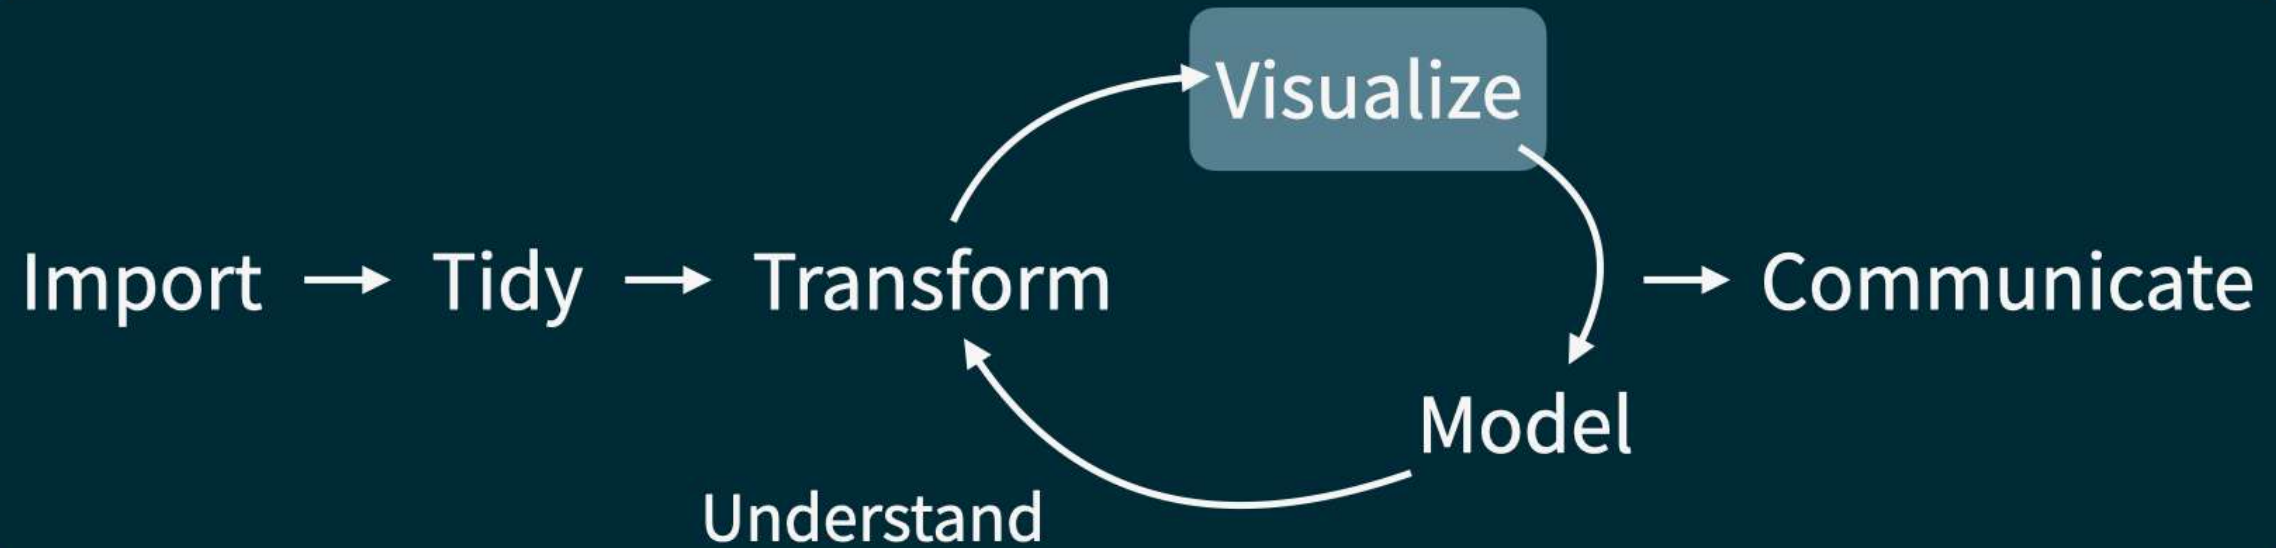 Visualize
Import → Tidy → Transform → Communicate
Model
Understand